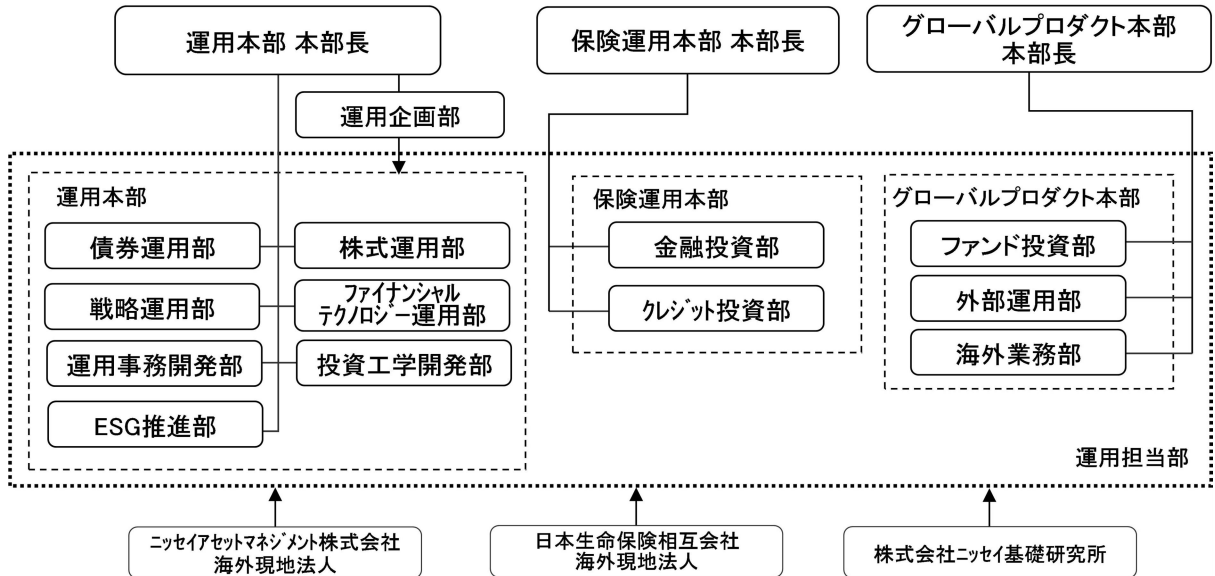 運用本部 本部長
保険運用本部 本部長
グローバルプロダクト本部
本部長
運用企画部
運用本部
債券運用部
株式運用部
戦略運用部
ファイナンシャル
テクノロジー運用部
運用事務開発部
投資工学開発部
ESG推進部
保険運用本部
金融投資部
クレジット投資部
グローバルプロダクト本部
ファンド投資部
外部運用部
海外業務部
運用担当部
ニッセイアセットマネジメント株式会社
海外現地法人
日本生命保険相互会社
海外現地法人
株式会社ニッセイ基礎研究所